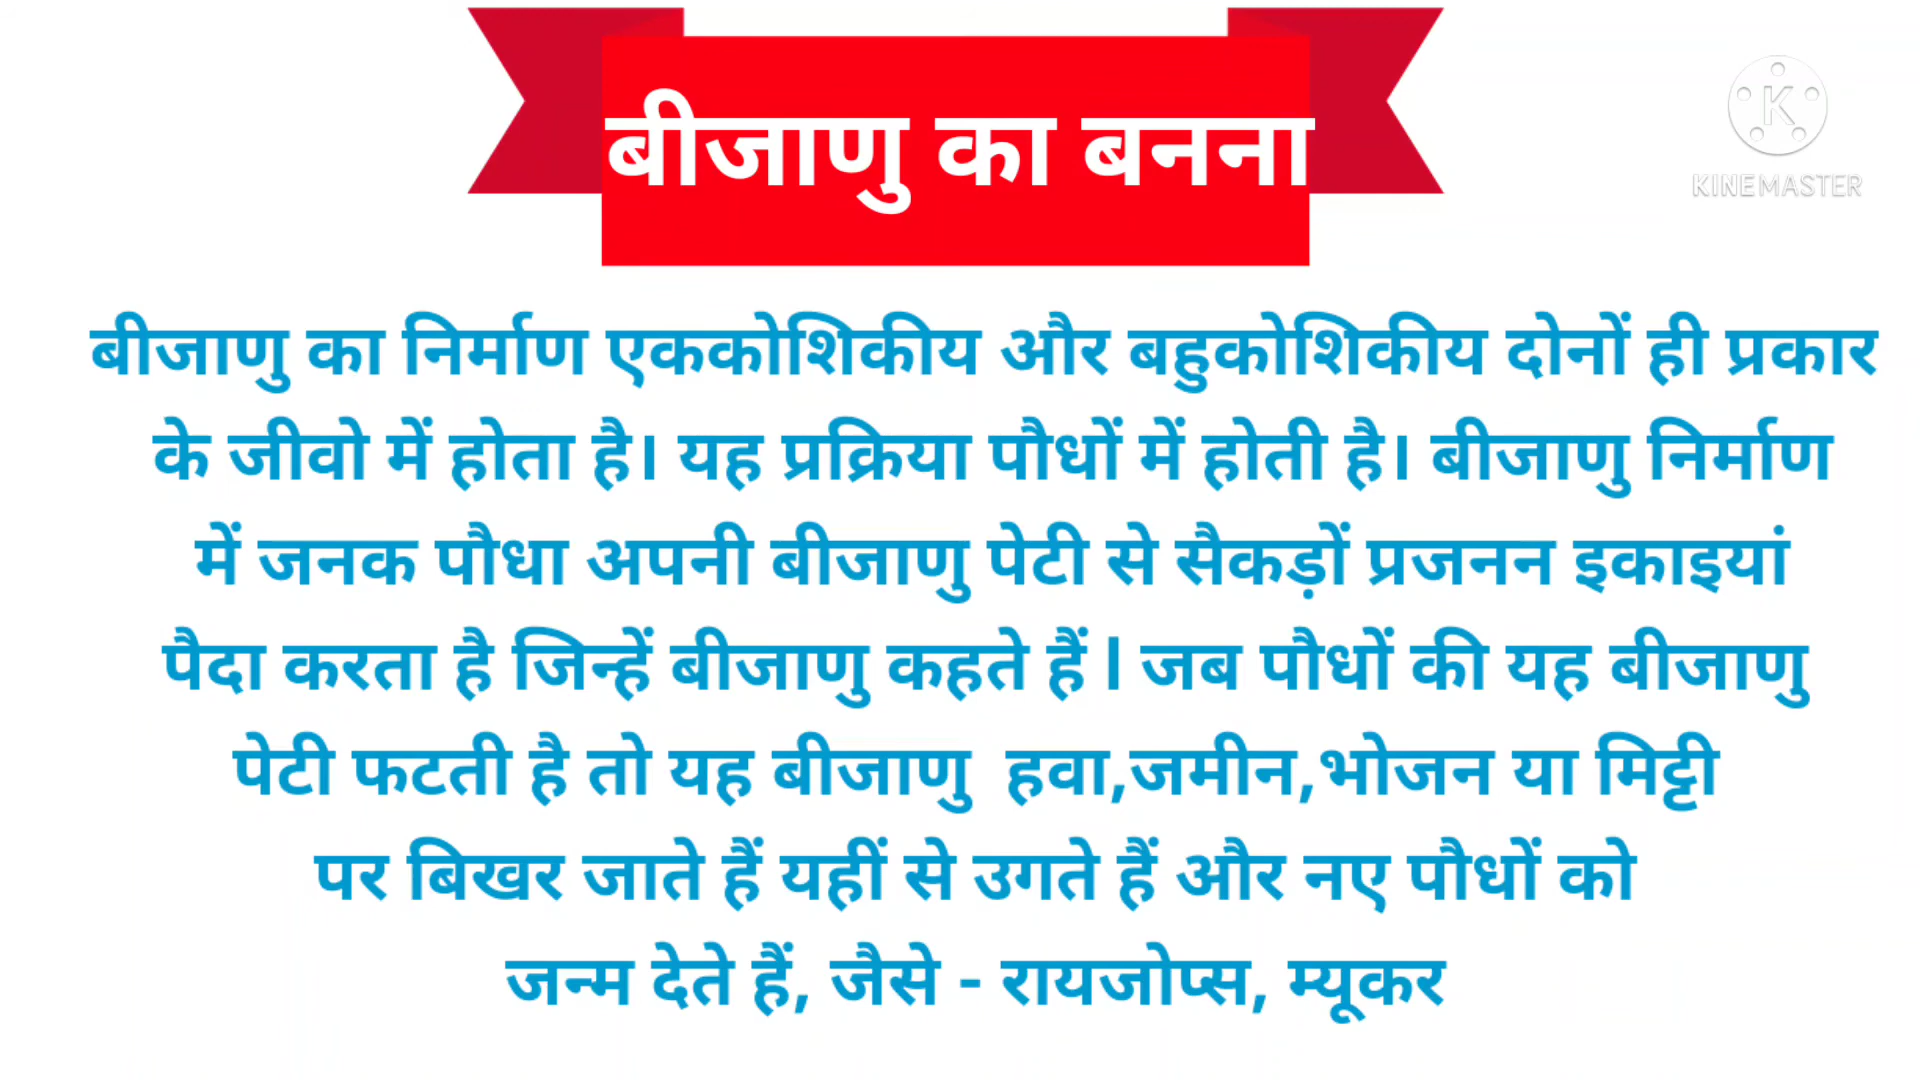 बीजाणु का बनना
KINEMASTER
बीजाणु का निर्माण एककोशिकीय और बहुकोशिकीय दोनों ही प्रकार
के जीवो में होता है। यह प्रक्रिया पौधों में होती है। बीजाणु निर्माण
में जनक पौधा अपनी बीजाणु पेटी से सैकड़ों प्रजनन इकाइयां
पैदा करता है जिन्हें बीजाणु कहते हैं l जब पौधों की यह बीजाणु
पेटी फटती है तो यह बीजाणु  हवा,जमीन,भोजन या मिट्टी
पर बिखर जाते हैं यहीं से उगते हैं और नए पौधों को
जन्म देते हैं, जैसे - रायजोप्स, म्यूकर